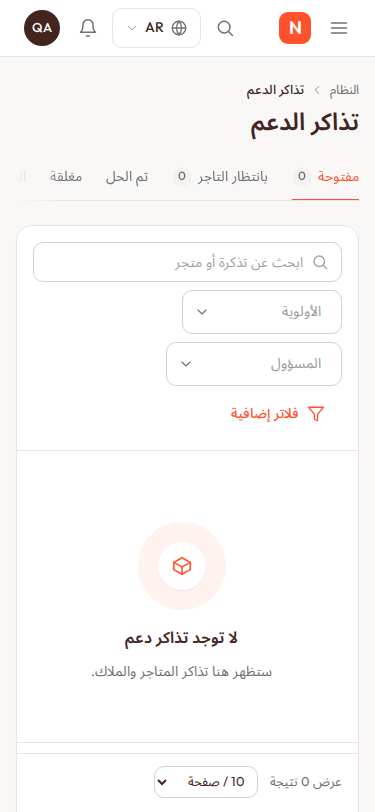 N AR QA
النظام > تذاكر الدعم
تذاكر الدعم
مفتوحة 0 بانتظار التاجر 0 تم الحل مغلقة
ابحث عن تذكرة أو متجر
الأولوية
المسؤول
فلاتر إضافية
لا توجد تذاكر دعم
ستظهر هنا تذاكر المتاجر والملاك.
عرض 0 نتيجة 10 / صفحة